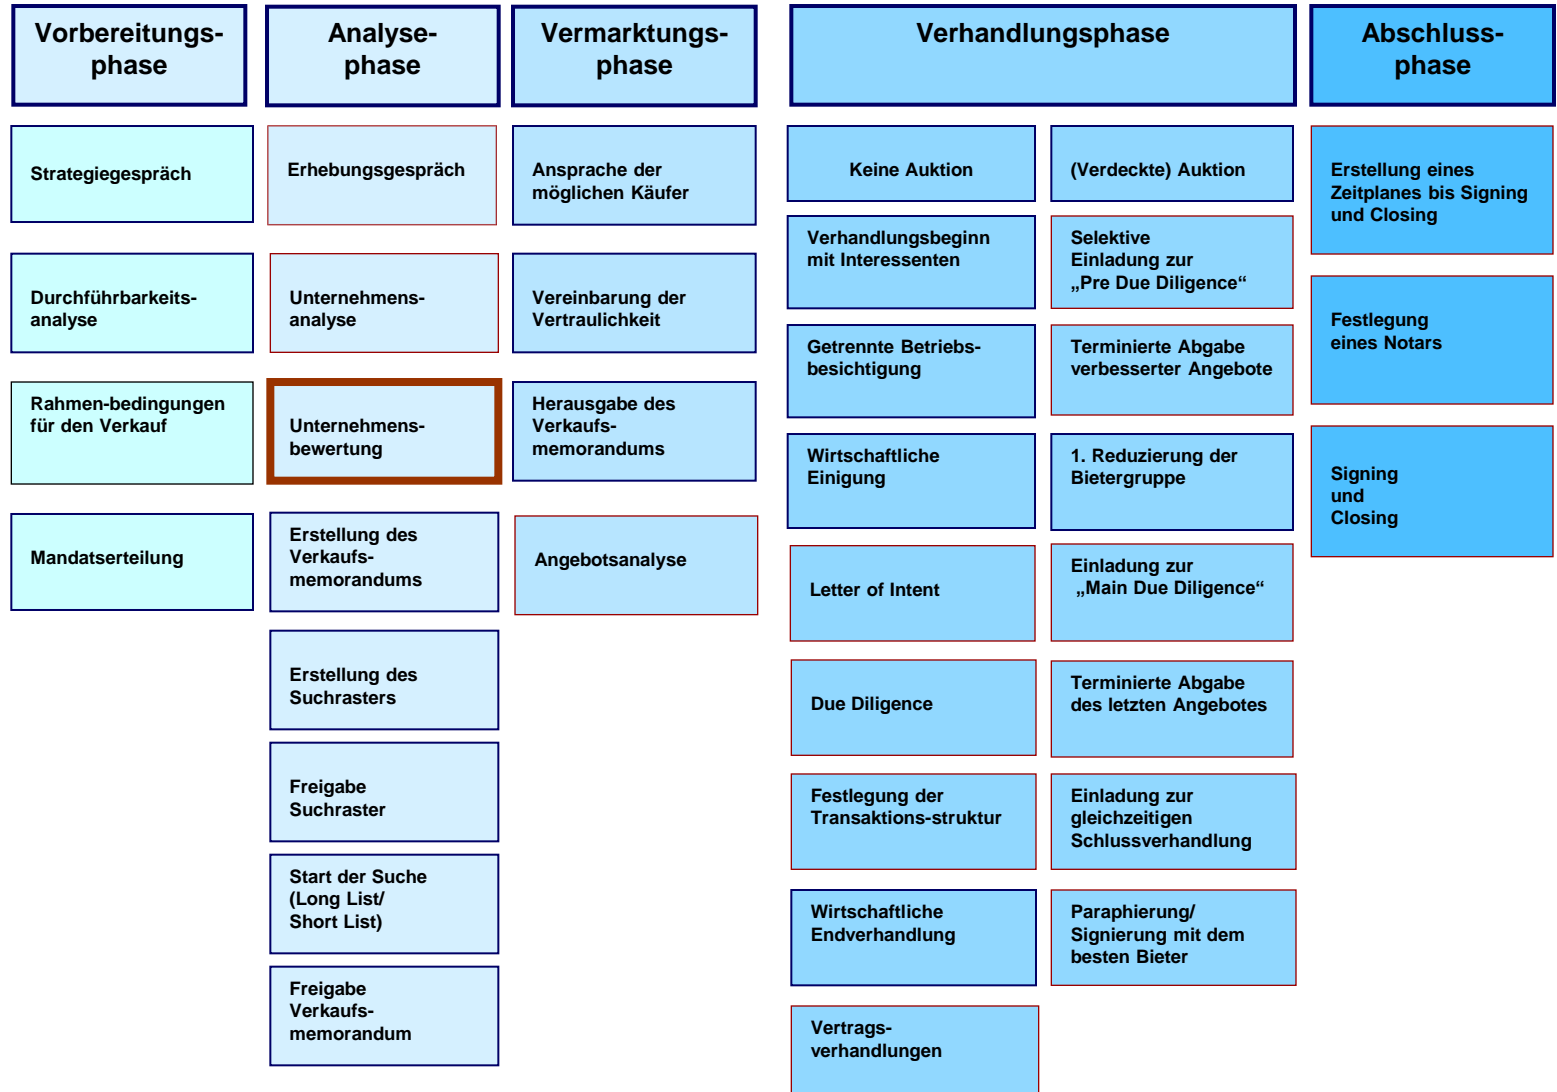 Vorbereitungs-
phase
Analyse-
phase
Vermarktungs-
phase
Verhandlungsphase
Abschluss-
phase
Strategiegespräch
Durchführbarkeits-
analyse
Rahmen-bedingungen
für den Verkauf
Mandatserteilung
Erhebungsgespräch
Unternehmens-
analyse
Unternehmens-
bewertung
Erstellung des
Verkaufs-
memorandums
Erstellung des
Suchrasters
Freigabe
Suchraster
Start der Suche
(Long List/
Short List)
Freigabe
Verkaufs-
memorandum
Ansprache der
möglichen Käufer
Vereinbarung der
Vertraulichkeit
Herausgabe des
Verkaufs-
memorandums
Angebotsanalyse
Keine Auktion
Verhandlungsbeginn
mit Interessenten
Getrennte Betriebs-
besichtigung
Wirtschaftliche
Einigung
Letter of Intent
Due Diligence
Festlegung der
Transaktions-struktur
Wirtschaftliche
Endverhandlung
Vertrags-
verhandlungen
(Verdeckte) Auktion
Selektive
Einladung zur
„Pre Due Diligence“
Terminierte Abgabe
verbesserter Angebote
1. Reduzierung der
Bietergruppe
Einladung zur
„Main Due Diligence“
Terminierte Abgabe
des letzten Angebotes
Einladung zur
gleichzeitigen
Schlussverhandlung
Paraphierung/
Signierung mit dem
besten Bieter
Erstellung eines
Zeitplanes bis Signing
und Closing
Festlegung
eines Notars
Signing
und
Closing